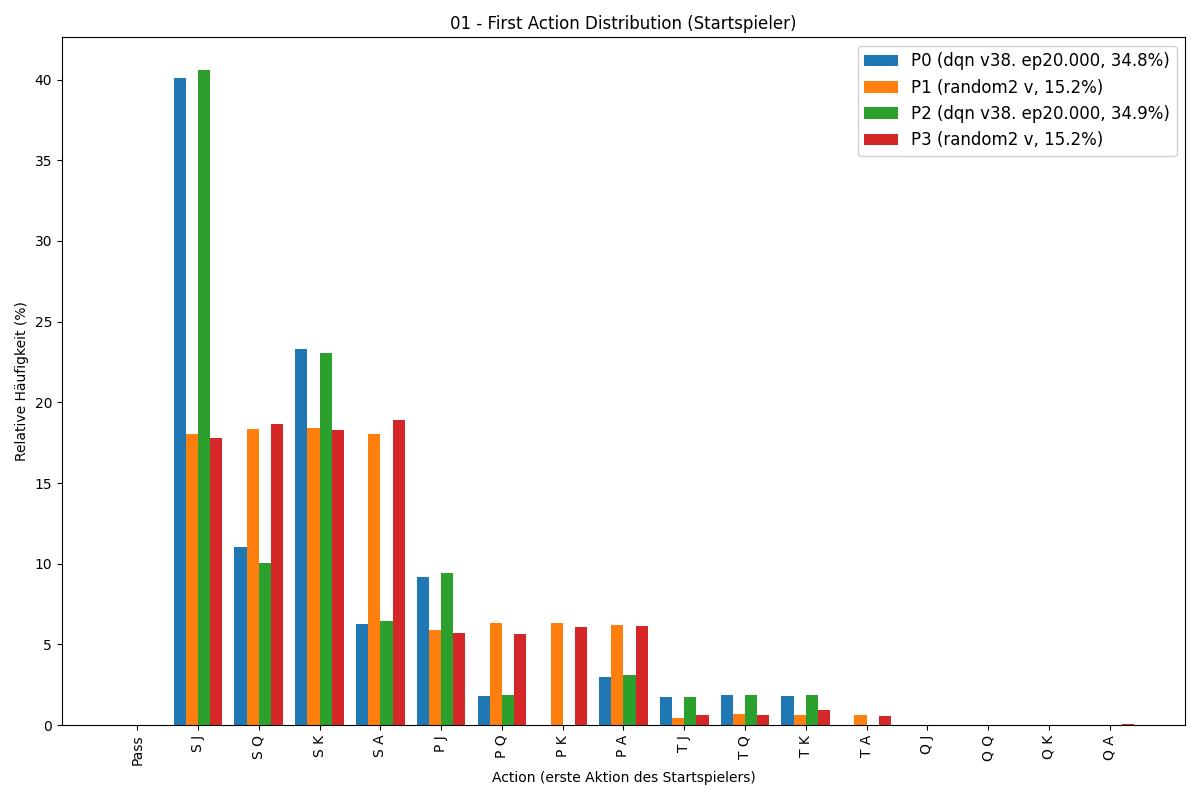 01 - First Action Distribution (Startspieler)
P0 (dqn v38. ep20.000, 34.8%)
P1 (random2 v, 15.2%)
P2 (dqn v38. ep20.000, 34.9%)
P3 (random2 v, 15.2%)
Relative Häufigkeit (%)
40
35
30
25
20
15
10
5
0
Pass
S J
S Q
S K
S A
P J
P Q
P K
P A
T J
T Q
T K
T A
Q J
Q Q
Q K
Q A
Action (erste Aktion des Startspielers)